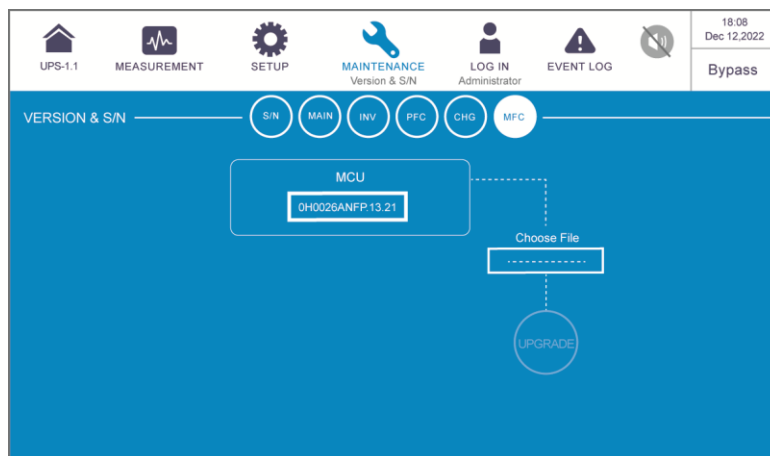 18:08
Dec 12,2022
UPS-1.1
MEASUREMENT
SETUP
MAINTENANCE
Version & S/N
LOG IN
Administrator
EVENT LOG
Bypass
VERSION & S/N
S/N
MAIN
INV
PFC
CHG
MFC
MCU
0H0026ANFP.13.21
Choose File
------------------
UPGRADE